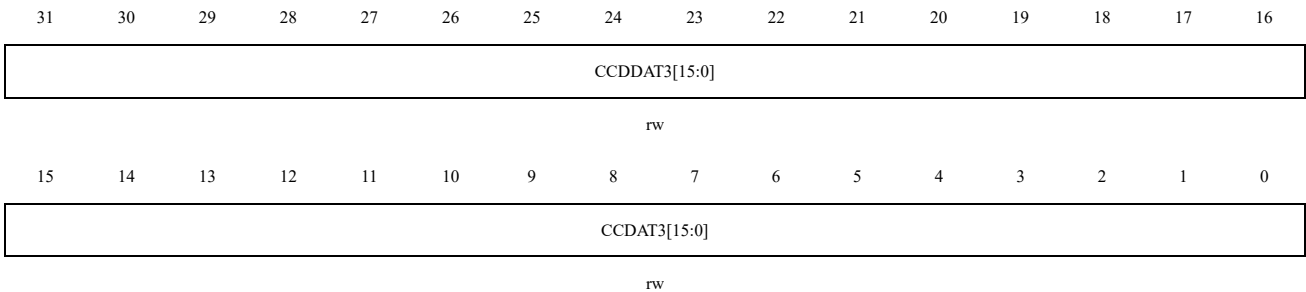 31 30 29 28 27 26 25 24 23 22 21 20 19 18 17 16
CCDDAT3[15:0]
rw
15 14 13 12 11 10 9 8 7 6 5 4 3 2 1 0
CCDAT3[15:0]
rw